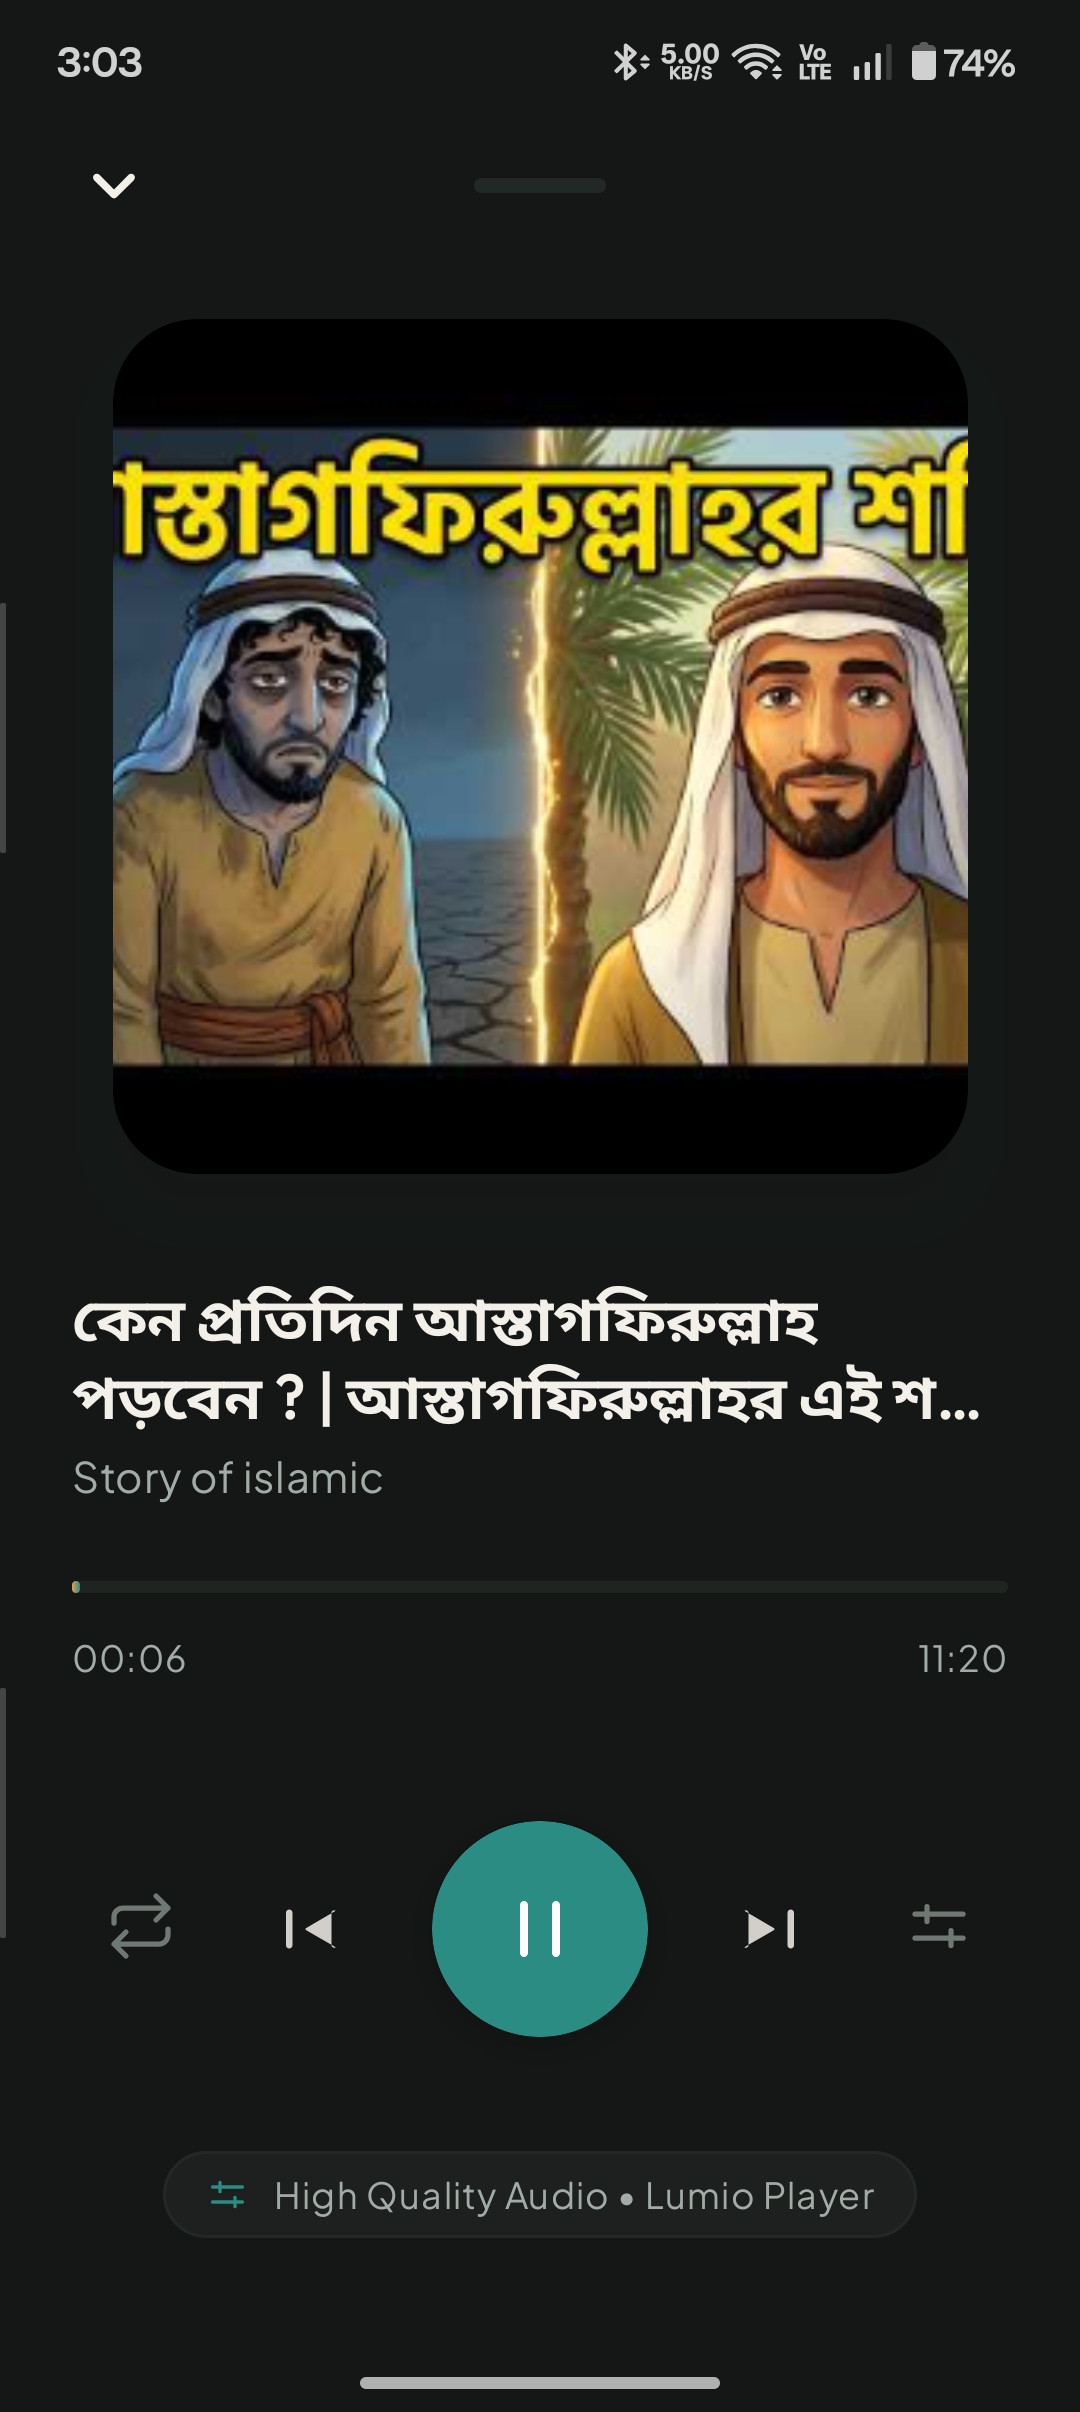 3:03
5.00
KB/S
Vo
LTE
74%
াস্তাগফিরুল্লাহর
কেন প্রতিদিন আস্তাগফিরুল্লাহ
পড়বেন ? | আস্তাগফিরুল্লাহর এই শ...
Story of islamic
00:06
11:20
High Quality Audio • Lumio Player